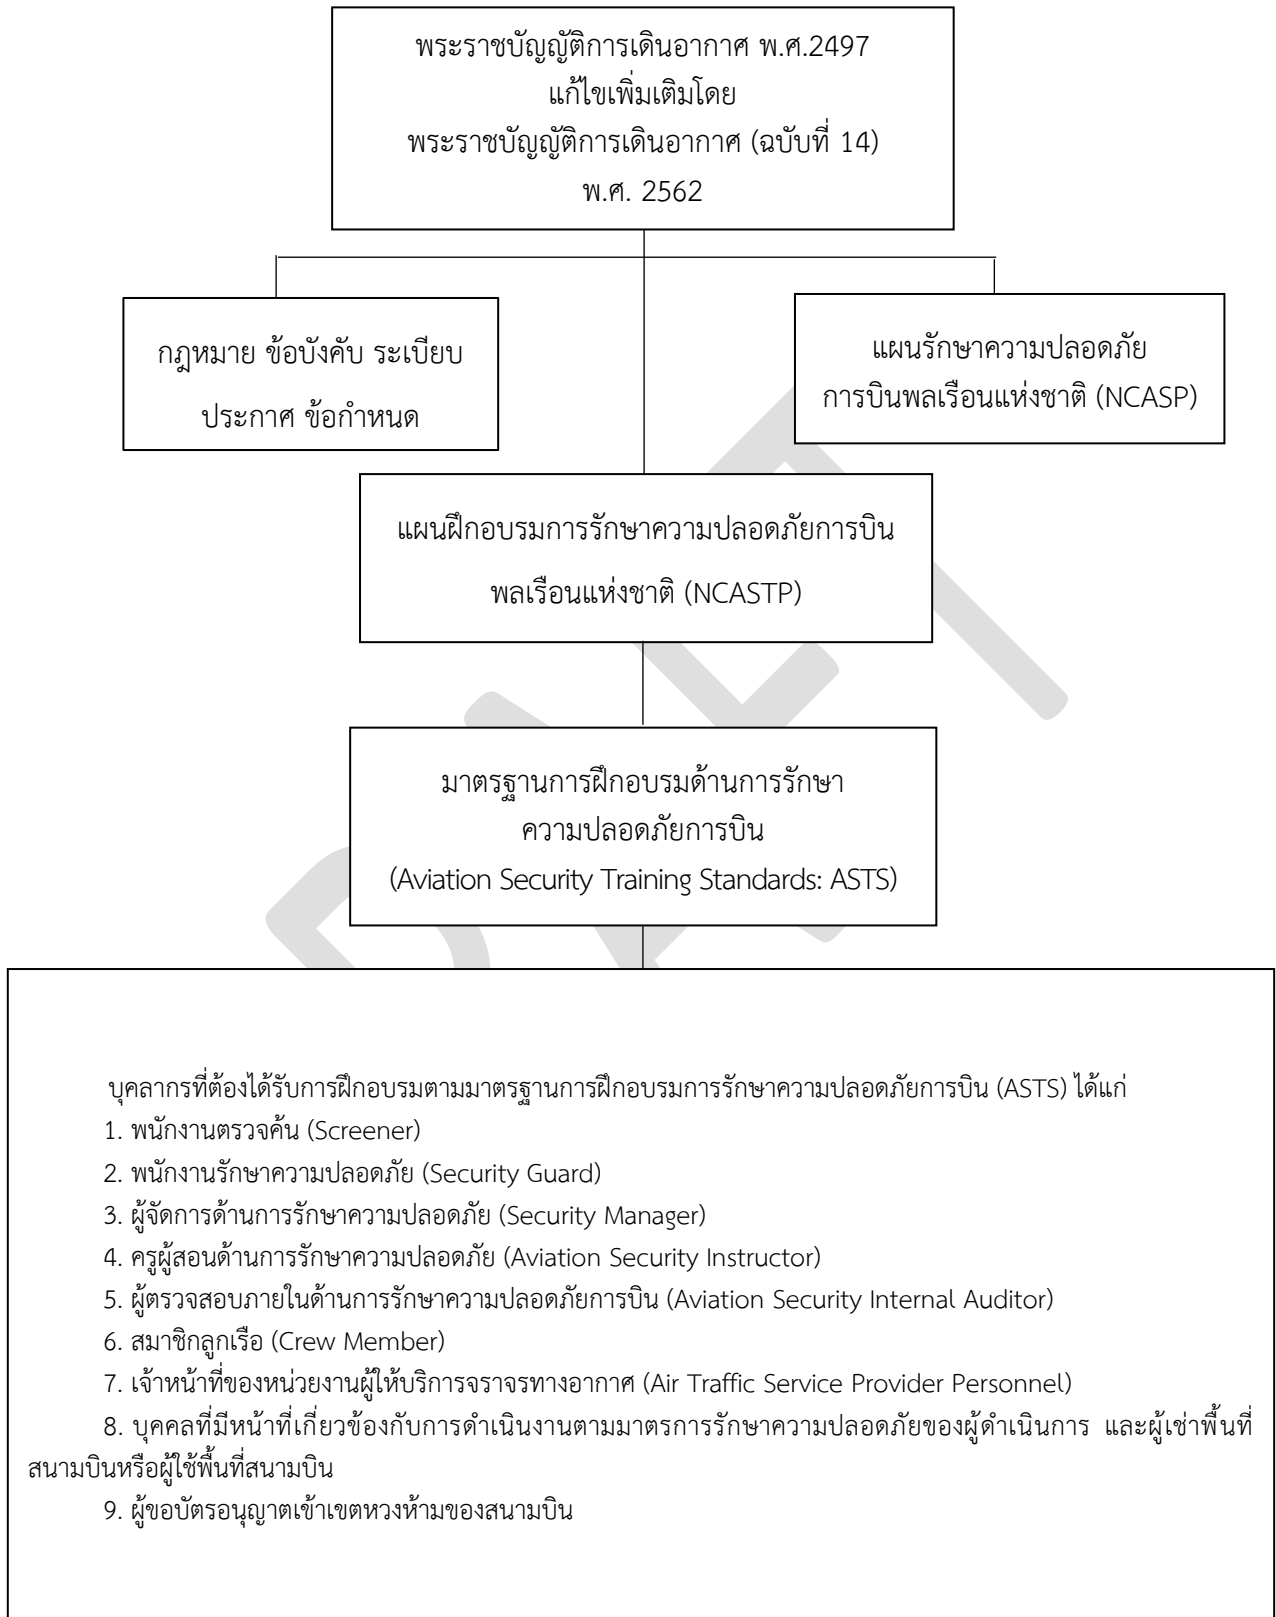 พระราชบัญญัติการเดินอากาศ พ.ศ.2497
แก้ไขเพิ่มเติมโดย
พระราชบัญญัติการเดินอากาศ (ฉบับที่ 14)
พ.ศ. 2562
กฎหมาย ข้อบังคับ ระเบียบ
ประกาศ ข้อกำหนด
แผนรักษาความปลอดภัย
การบินพลเรือนแห่งชาติ (NCASP)
แผนฝึกอบรมการรักษาความปลอดภัยการบิน
พลเรือนแห่งชาติ (NCASTP)
มาตรฐานการฝึกอบรมด้านการรักษา
ความปลอดภัยการบิน
(Aviation Security Training Standards: ASTS)
บุคลากรที่ต้องได้รับการฝึกอบรมตามมาตรฐานการฝึกอบรมการรักษาความปลอดภัยการบิน (ASTS) ได้แก่
1. พนักงานตรวจค้น (Screener)
2. พนักงานรักษาความปลอดภัย (Security Guard)
3. ผู้จัดการด้านการรักษาความปลอดภัย (Security Manager)
4. ครูผู้สอนด้านการรักษาความปลอดภัย (Aviation Security Instructor)
5. ผู้ตรวจสอบภายในด้านการรักษาความปลอดภัยการบิน (Aviation Security Internal Auditor)
6. สมาชิกลูกเรือ (Crew Member)
7. เจ้าหน้าที่ของหน่วยงานผู้ให้บริการจราจรทางอากาศ (Air Traffic Service Provider Personnel)
8. บุคคลที่มีหน้าที่เกี่ยวข้องกับการดำเนินงานตามมาตรการรักษาความปลอดภัยของผู้ดำเนินการ และผู้เช่าพื้นที่
สนามบินหรือผู้ใช้พื้นที่สนามบิน
9. ผู้ขอบัตรอนุญาตเข้าเขตหวงห้ามของสนามบิน